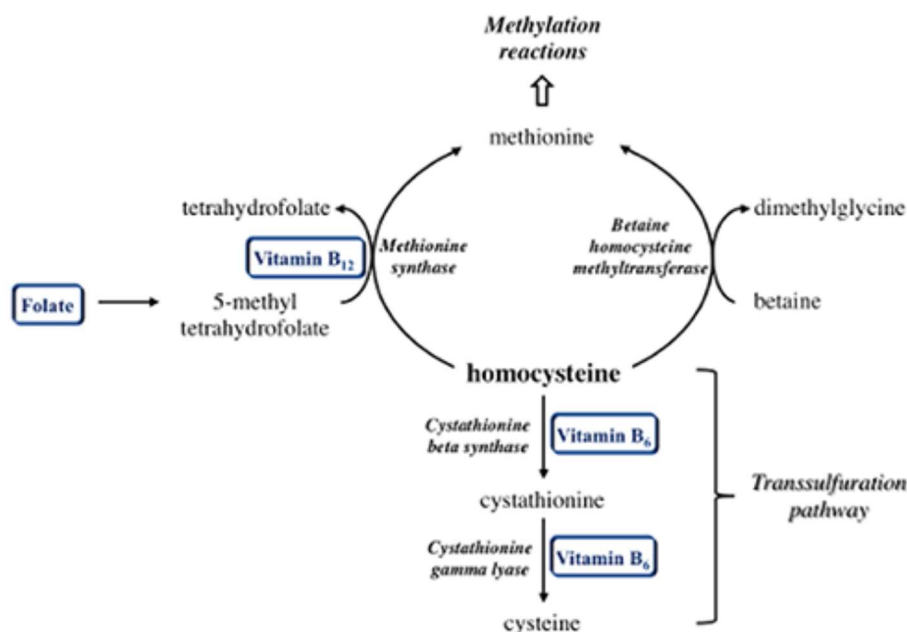 Methylation
reactions
methionine
tetrahydrofolate
dimethylglycine
Vitamin B₁₂
Methionine
synthase
Betaine
homocysteine
methyltransferase
Folate
5-methyl
tetrahydrofolate
betaine
homocysteine
Cystathionine
beta synthase
Vitamin B₆
cystathionine
Transsulfuration
pathway
Cystathionine
gamma lyase
Vitamin B₆
cysteine